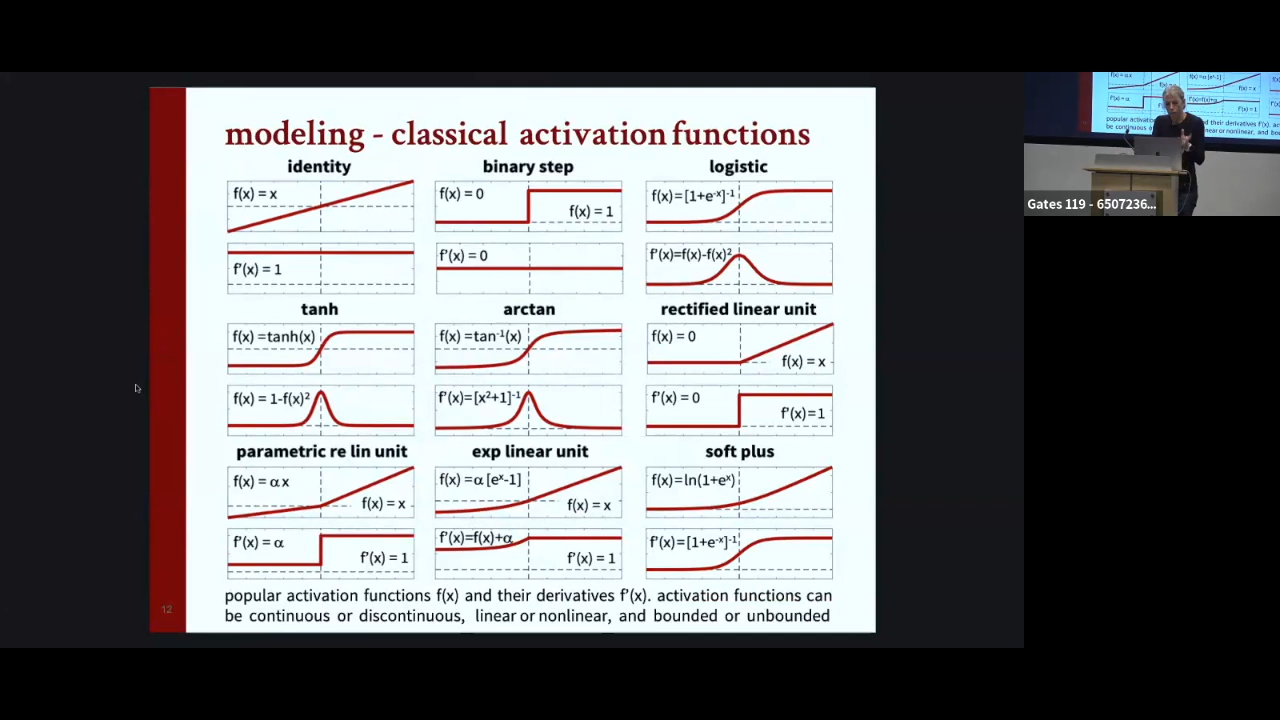 modeling - classical activation functions
identity
binary step
logistic
f(x) = x
f(x) = 0
f(x) = 1
f(x)=[1+e⁻ˣ]⁻¹
f'(x) = 1
f'(x) = 0
f'(x)=f(x)-f(x)²
tanh
arctan
rectified linear unit
f(x) =tanh(x)
f(x) =tan⁻¹(x)
f(x) = 0
f(x) = x
f(x) = 1-f(x)²
f'(x)=[x²+1]⁻¹
f'(x) = 0
f'(x)=1
parametric re lin unit
exp linear unit
soft plus
f(x) = α x
f(x) = x
f(x) =α [eˣ-1]
f(x) = x
f(x)=ln(1+eˣ)
f'(x) = α
f'(x) = 1
f'(x)=f(x)+α
f'(x) = 1
f'(x)=[1+e⁻ˣ]⁻¹
popular activation functions f(x) and their derivatives f'(x). activation functions can
be continuous or discontinuous, linear or nonlinear, and bounded or unbounded
12
Gates 119 - 6507236...